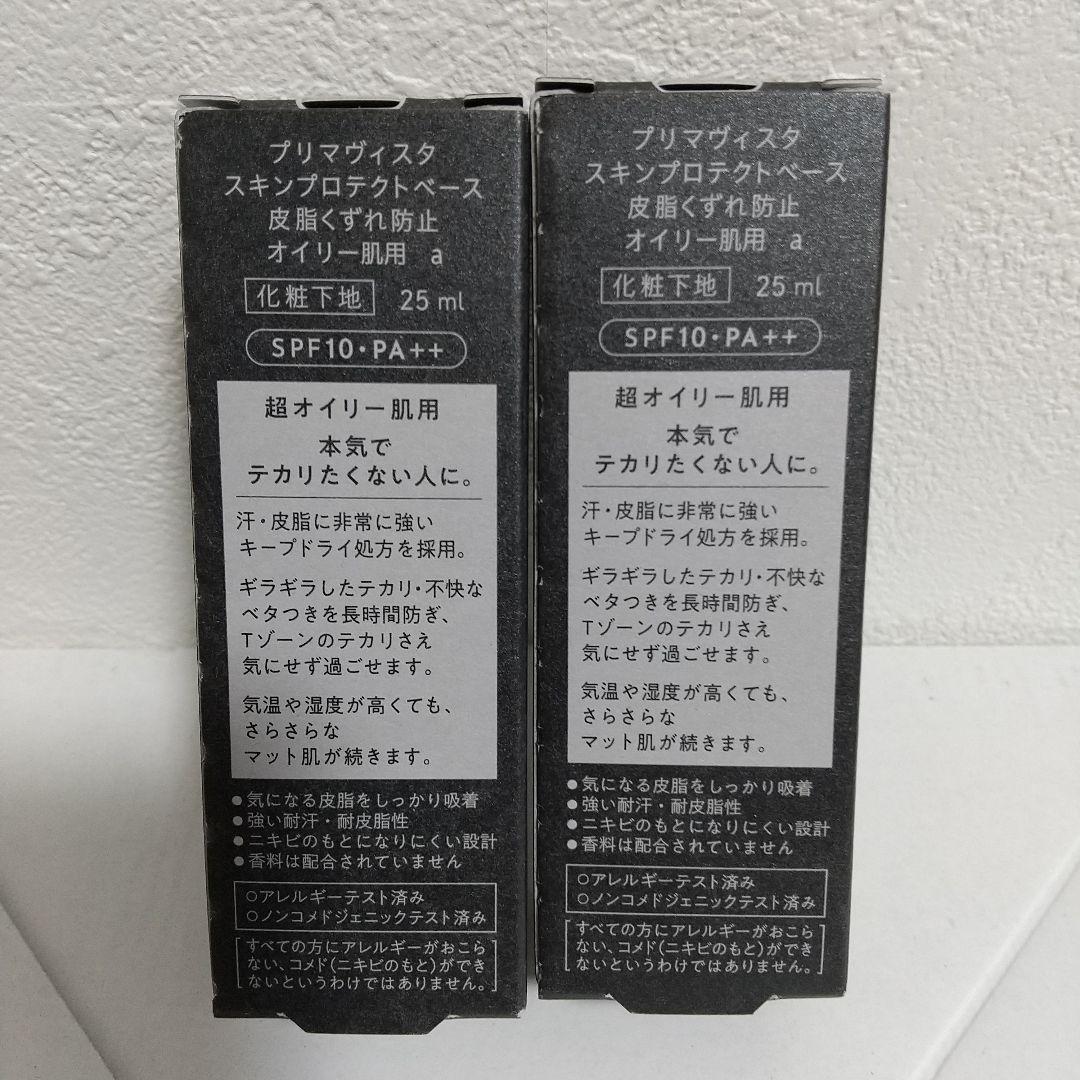 プリマヴィスタ
スキンプロテクトベース
皮脂くずれ防止
オイリー肌用 a
化粧下地 25 ml
SPF10・PA++
超オイリー肌用
本気で
テカリたくない人に。
汗・皮脂に非常に強い
キープドライ処方を採用。
ギラギラしたテカリ・不快な
ベタつきを長時間防ぎ、
Tゾーンのテカリさえ
気にせず過ごせます。
気温や湿度が高くても、
さらさらな
マット肌が続きます。
●気になる皮脂をしっかり吸着
●強い耐汗・耐皮脂性
●ニキビのもとになりにくい設計
●香料は配合されていません
○アレルギーテスト済み
○ノンコメドジェニックテスト済み
[すべての方にアレルギーがおこら
ない、コメド(ニキビのもと)ができ
ないというわけではありません。]
プリマヴィスタ
スキンプロテクトベース
皮脂くずれ防止
オイリー肌用 a
化粧下地 25 ml
SPF10・PA++
超オイリー肌用
本気で
テカリたくない人に。
汗・皮脂に非常に強い
キープドライ処方を採用。
ギラギラしたテカリ・不快な
ベタつきを長時間防ぎ、
Tゾーンのテカリさえ
気にせず過ごせます。
気温や湿度が高くても、
さらさらな
マット肌が続きます。
●気になる皮脂をしっかり吸着
●強い耐汗・耐皮脂性
●ニキビのもとになりにくい設計
●香料は配合されていません
○アレルギーテスト済み
○ノンコメドジェニックテスト済み
[すべての方にアレルギーがおこら
ない、コメド(ニキビのもと)ができ
ないというわけではありません。]